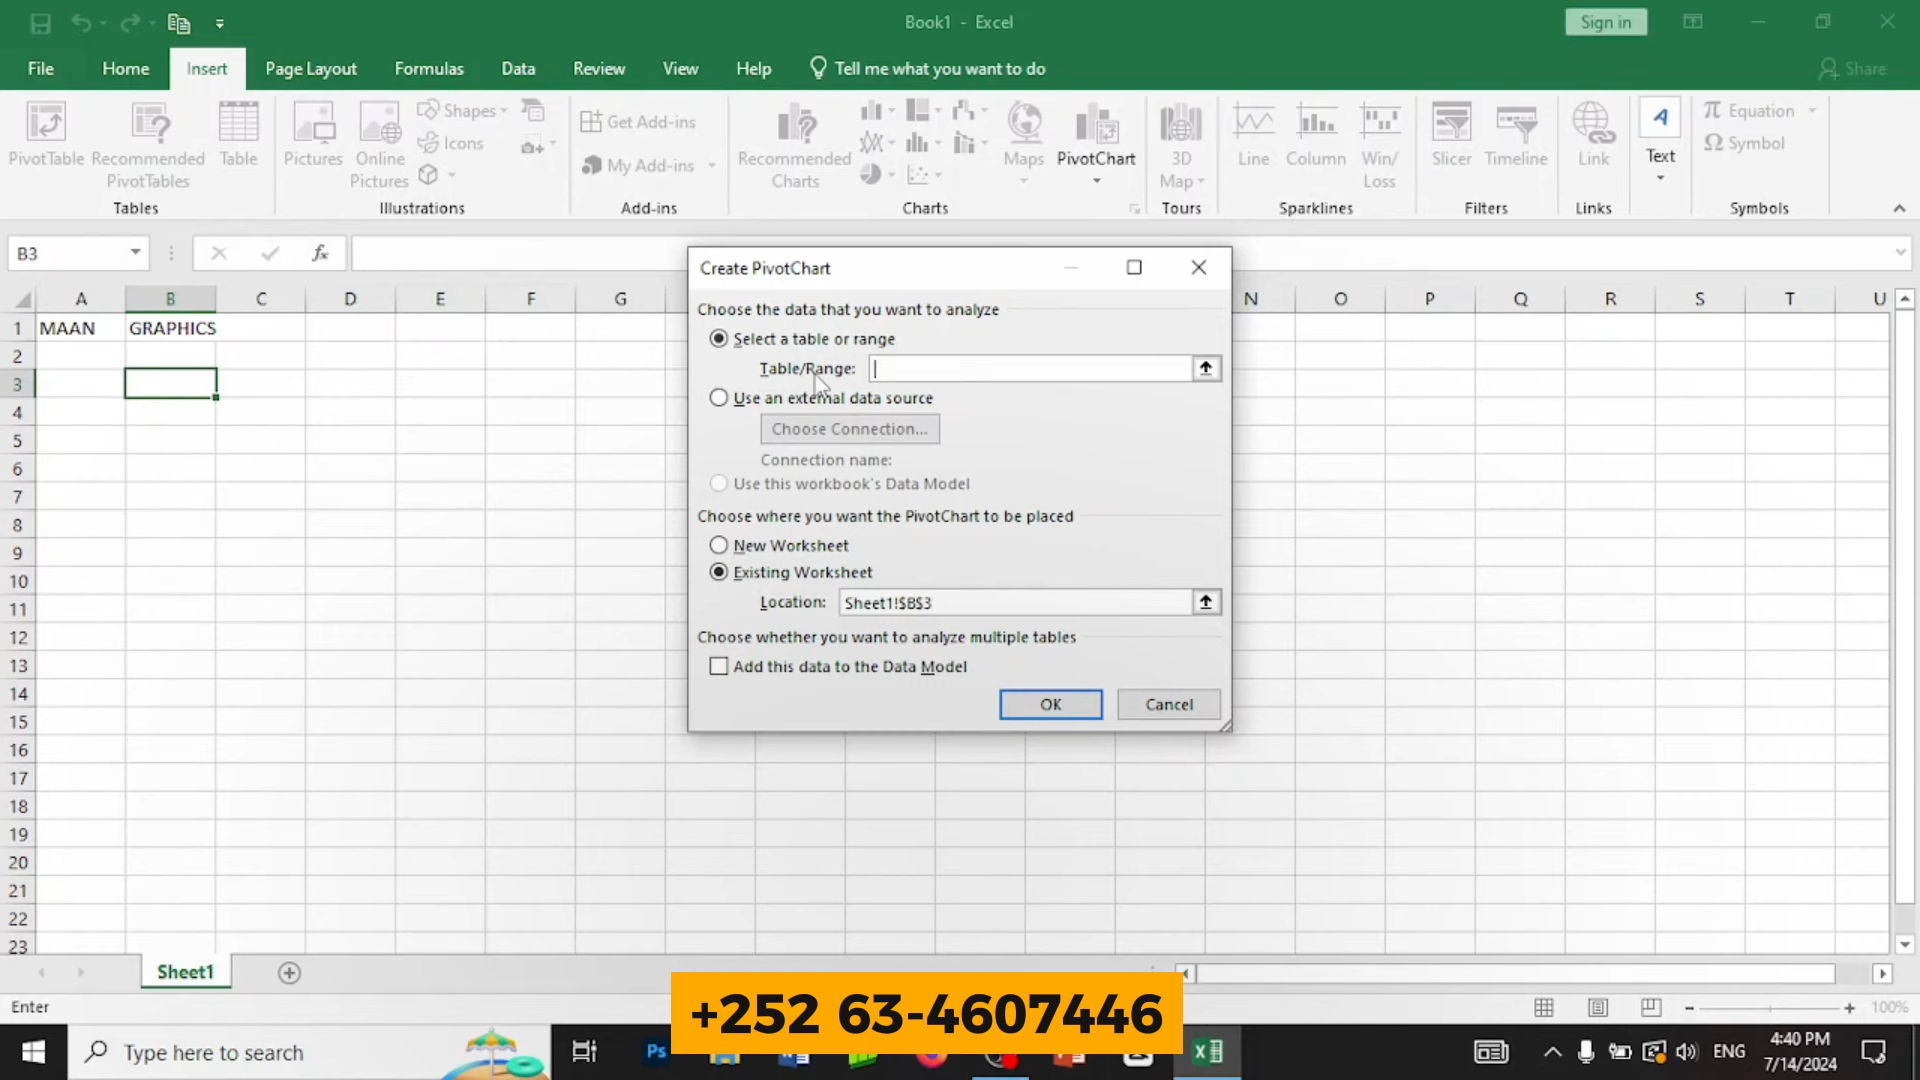 Book1 - Excel
Sign in
File Home Insert Page Layout Formulas Data Review View Help Tell me what you want to do Share
PivotTable
Recommended
PivotTables
Table
Tables
Pictures
Online
Pictures
Shapes
Icons
Illustrations
Get Add-ins
My Add-ins
Add-ins
Recommended
Charts
Maps
PivotChart
Charts
3D
Map
Tours
Line
Column
Win/
Loss
Sparklines
Slicer
Timeline
Filters
Link
Links
A
Text
π Equation
Ω Symbol
Symbols
B3
fx
A B C D E F G N O P Q R S T U
1 MAAN GRAPHICS
2
3
4
5
6
7
8
9
10
11
12
13
14
15
16
17
18
19
20
21
22
23
Create PivotChart
Choose the data that you want to analyze
Select a table or range
Table/Range:
Use an external data source
Choose Connection...
Connection name:
Use this workbook's Data Model
Choose where you want the PivotChart to be placed
New Worksheet
Existing Worksheet
Location: Sheet1!$B$3
Choose whether you want to analyze multiple tables
Add this data to the Data Model
OK Cancel
Sheet1
Enter
100%
+252 63-4607446
Type here to search
Ps
ENG
4:40 PM
7/14/2024